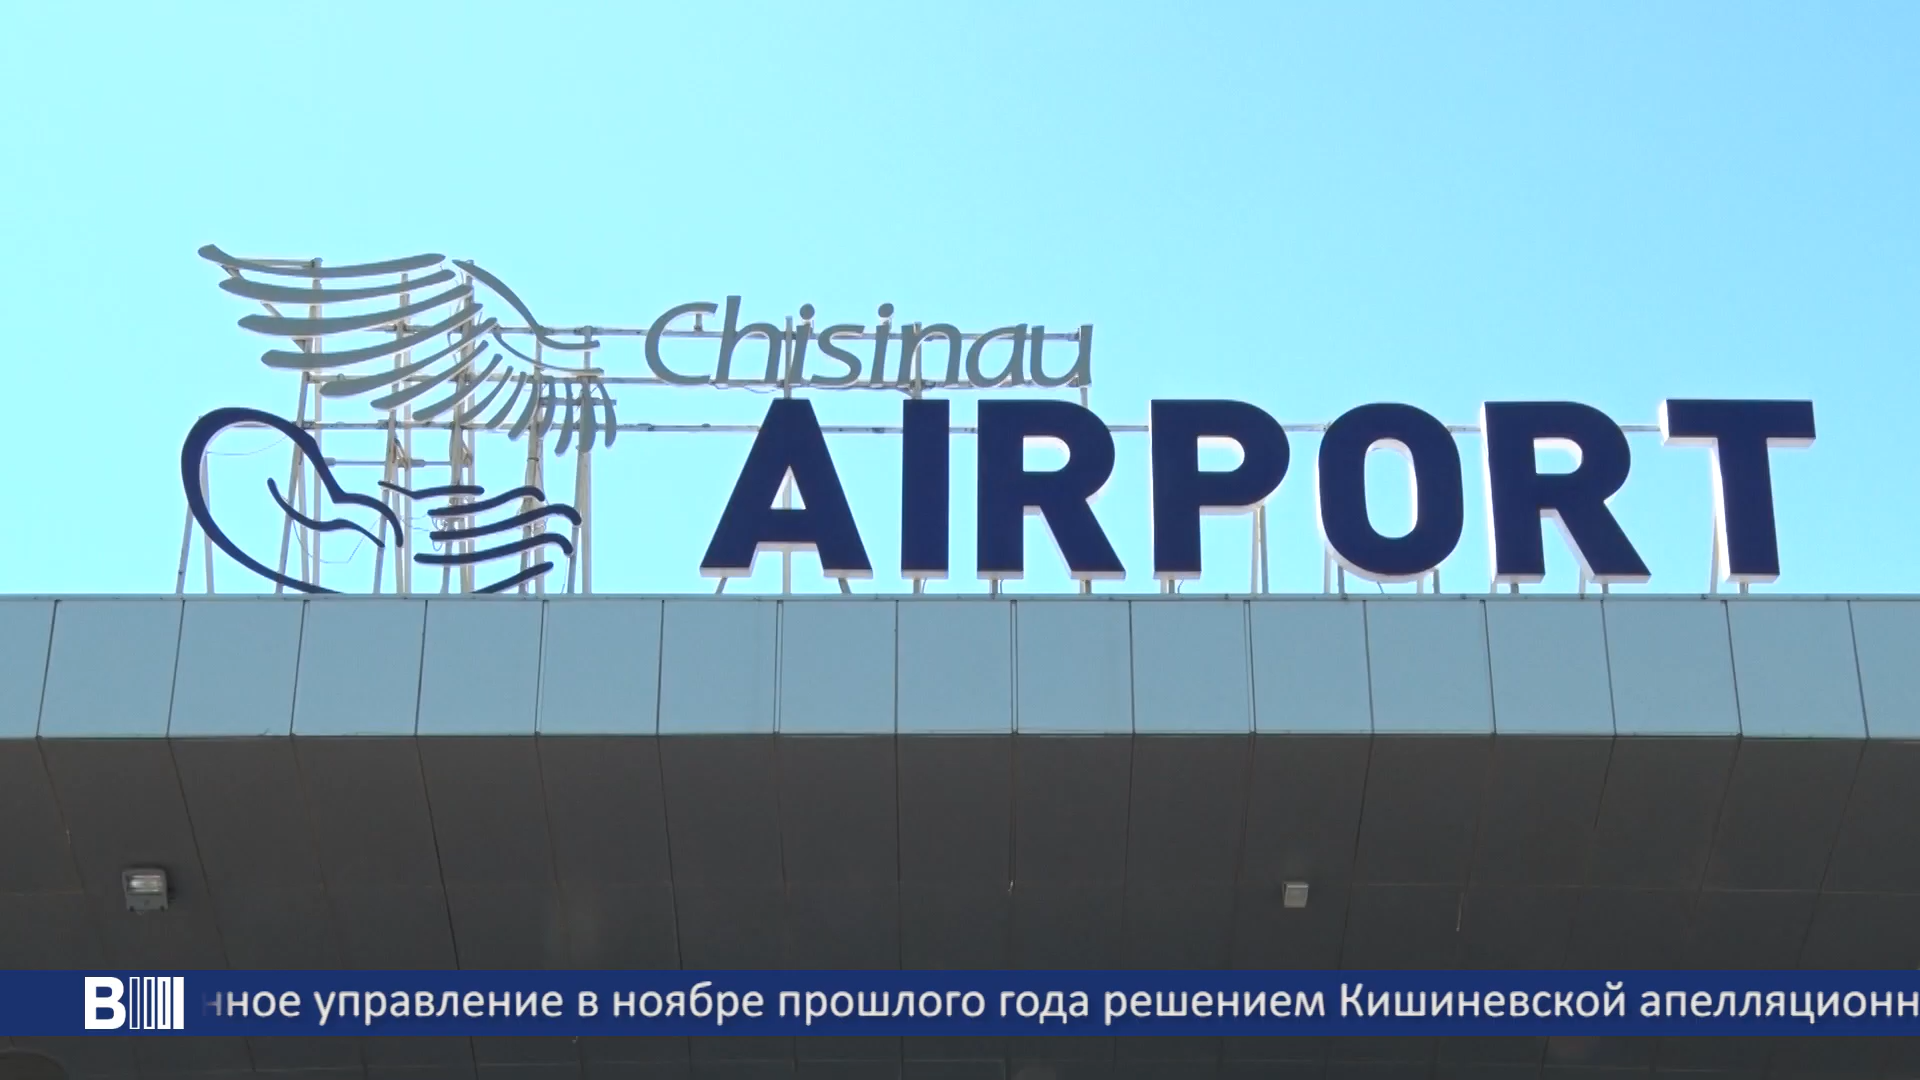 Chisinau
AIRPORT
нное управление в ноябре прошлого года решением Кишиневской апелляционн